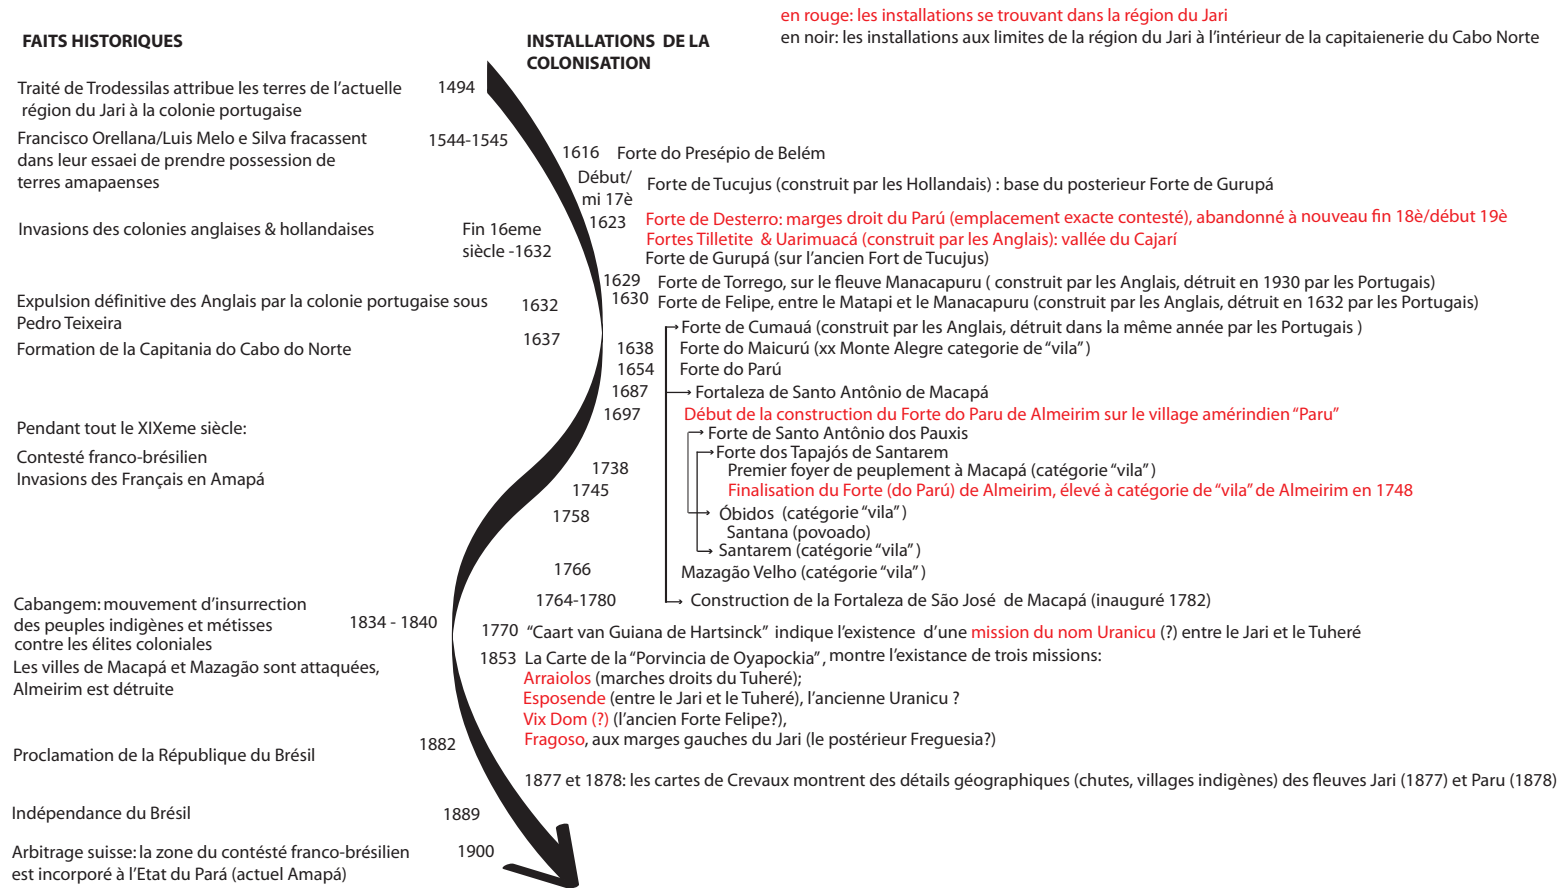 en rouge: les installations se trouvant dans la région du Jari
en noir: les installations aux limites de la région du Jari à l'intérieur de la capitaienerie du Cabo Norte
FAITS HISTORIQUES
Traité de Trodessilas attribue les terres de l'actuelle
région du Jari à la colonie portugaise
1494
Francisco Orellana/Luis Melo e Silva fracassent
dans leur essaei de prendre possession de
terres amapaenses
1544-1545
Invasions des colonies anglaises & hollandaises
Fin 16eme
siècle -1632
Expulsion définitive des Anglais par la colonie portugaise sous
Pedro Teixeira
1632
Formation de la Capitania do Cabo do Norte
1637
Pendant tout le XIXeme siècle:
Contesté franco-brésilien
Invasions des Français en Amapá
Cabangem: mouvement d'insurrection
des peuples indigènes et métisses
contre les élites coloniales
Les villes de Macapá et Mazagão sont attaquées,
Almeirim est détruite
1834 - 1840
Proclamation de la République du Brésil
1882
Indépendance du Brésil
1889
Arbitrage suisse: la zone du contésté franco-brésilien
est incorporé à l'Etat du Pará (actuel Amapá)
1900
INSTALLATIONS DE LA
COLONISATION
1616 Forte do Presépio de Belém
Début/
mi 17è
Forte de Tucujus (construit par les Hollandais) : base du posterieur Forte de Gurupá
1623 Forte de Desterro: marges droit du Parú (emplacement exacte contesté), abandonné à nouveau fin 18è/début 19è
Fortes Tilletite & Uarimuacá (construit par les Anglais): vallée du Cajarí
Forte de Gurupá (sur l'ancien Fort de Tucujus)
1629 Forte de Torrego, sur le fleuve Manacapuru ( construit par les Anglais, détruit en 1930 par les Portugais)
1630 Forte de Felipe, entre le Matapi et le Manacapuru (construit par les Anglais, détruit en 1632 par les Portugais)
Forte de Cumauá (construit par les Anglais, détruit dans la même année par les Portugais )
1638 Forte do Maicurú (xx Monte Alegre categorie de "vila")
1654 Forte do Parú
1687 Fortaleza de Santo Antônio de Macapá
1697 Début de la construction du Forte do Paru de Almeirim sur le village amérindien "Paru"
Forte de Santo Antônio dos Pauxis
Forte dos Tapajós de Santarem
1738 Premier foyer de peuplement à Macapá (catégorie "vila")
1745 Finalisation du Forte (do Parú) de Almeirim, élevé à catégorie de "vila" de Almeirim en 1748
1758 Óbidos (catégorie "vila")
Santana (povoado)
Santarem (catégorie "vila")
1766 Mazagão Velho (catégorie "vila")
1764-1780 Construction de la Fortaleza de São José de Macapá (inauguré 1782)
1770 "Caart van Guiana de Hartsinck" indique l'existence d'une mission du nom Uranicu (?) entre le Jari et le Tuheré
1853 La Carte de la "Porvincia de Oyapockia", montre l'existance de trois missions:
Arraiolos (marches droits du Tuheré);
Esposende (entre le Jari et le Tuheré), l'ancienne Uranicu ?
Vix Dom (?) (l'ancien Forte Felipe?),
Fragoso, aux marges gauches du Jari (le postérieur Freguesia?)
1877 et 1878: les cartes de Crevaux montrent des détails géographiques (chutes, villages indigènes) des fleuves Jari (1877) et Paru (1878)